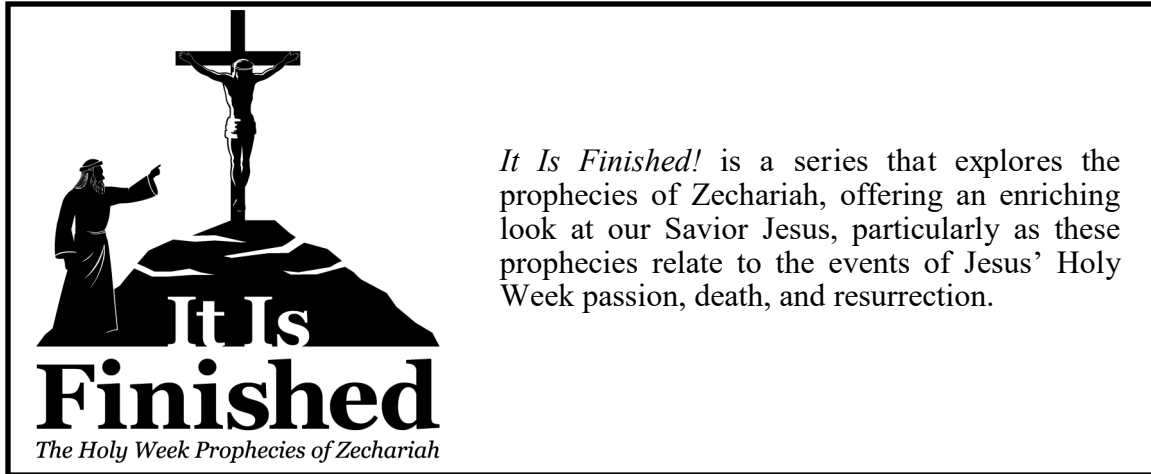 It Is
Finished
The Holy Week Prophecies of Zechariah
It Is Finished! is a series that explores the
prophecies of Zechariah, offering an enriching
look at our Savior Jesus, particularly as these
prophecies relate to the events of Jesus’ Holy
Week passion, death, and resurrection.